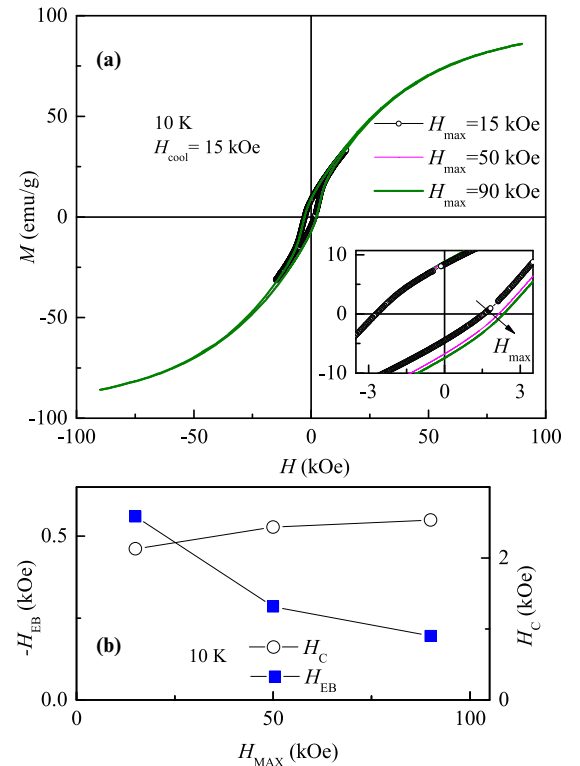 100
(a)
50
10 K
H_cool = 15 kOe
H_max=15 kOe
H_max=50 kOe
H_max=90 kOe
M (emu/g)
0
-50
-100
10
0
-10
-3 0 3
H_max
-100 -50 0 50 100
H (kOe)
0.5
0.0
-H_EB (kOe)
2
0
H_C (kOe)
(b)
10 K
H_C
H_EB
0 50 100
H_MAX (kOe)